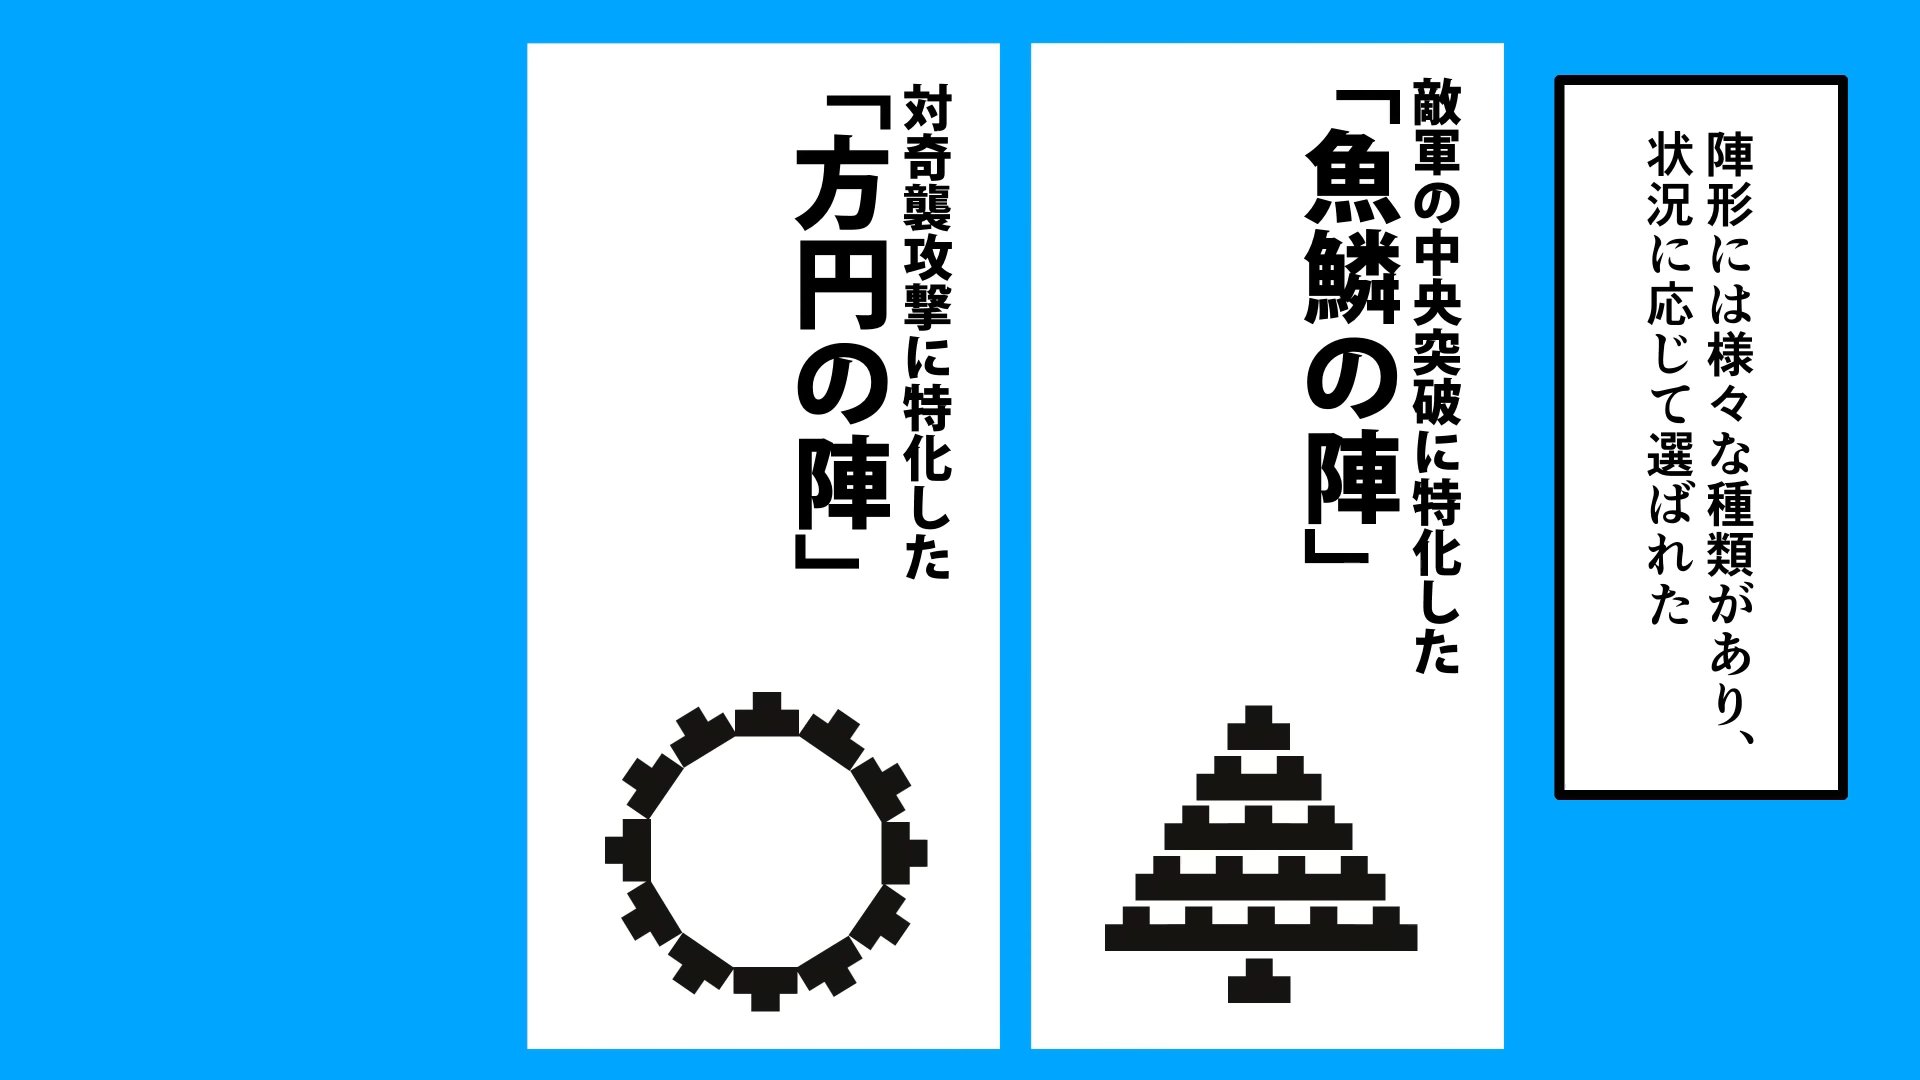 陣形には様々な種類があり、
状況に応じて選ばれた
敵軍の中央突破に特化した
「魚鱗の陣」
対奇襲攻撃に特化した
「方円の陣」